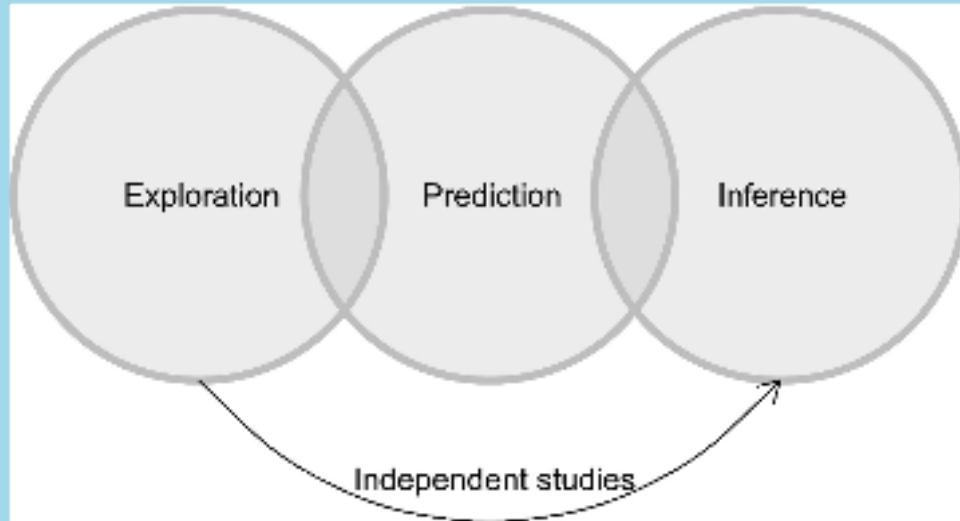 Exploration
Prediction
Inference
Independent studies